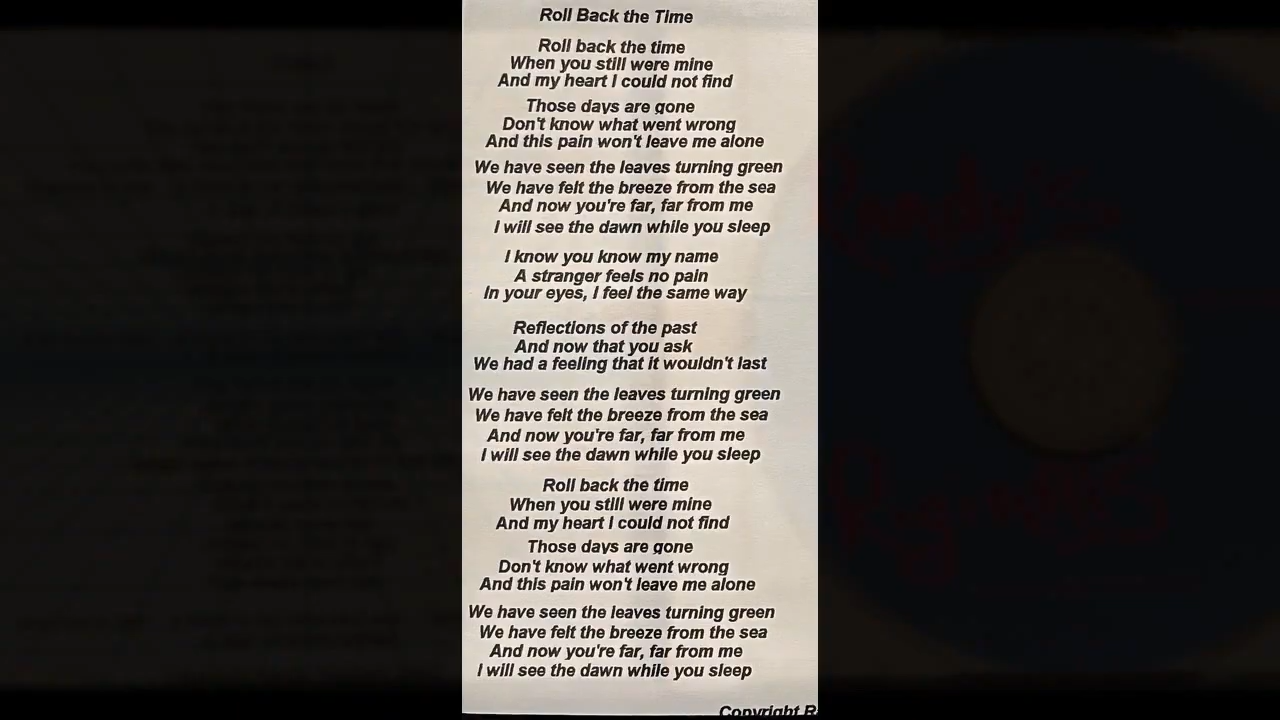 Roll Back the Time
Roll back the time
When you still were mine
And my heart I could not find
Those days are gone
Don't know what went wrong
And this pain won't leave me alone
We have seen the leaves turning green
We have felt the breeze from the sea
And now you're far, far from me
I will see the dawn while you sleep
I know you know my name
A stranger feels no pain
In your eyes, I feel the same way
Reflections of the past
And now that you ask
We had a feeling that it wouldn't last
We have seen the leaves turning green
We have felt the breeze from the sea
And now you're far, far from me
I will see the dawn while you sleep
Roll back the time
When you still were mine
And my heart I could not find
Those days are gone
Don't know what went wrong
And this pain won't leave me alone
We have seen the leaves turning green
We have felt the breeze from the sea
And now you're far, far from me
I will see the dawn while you sleep
Copyright